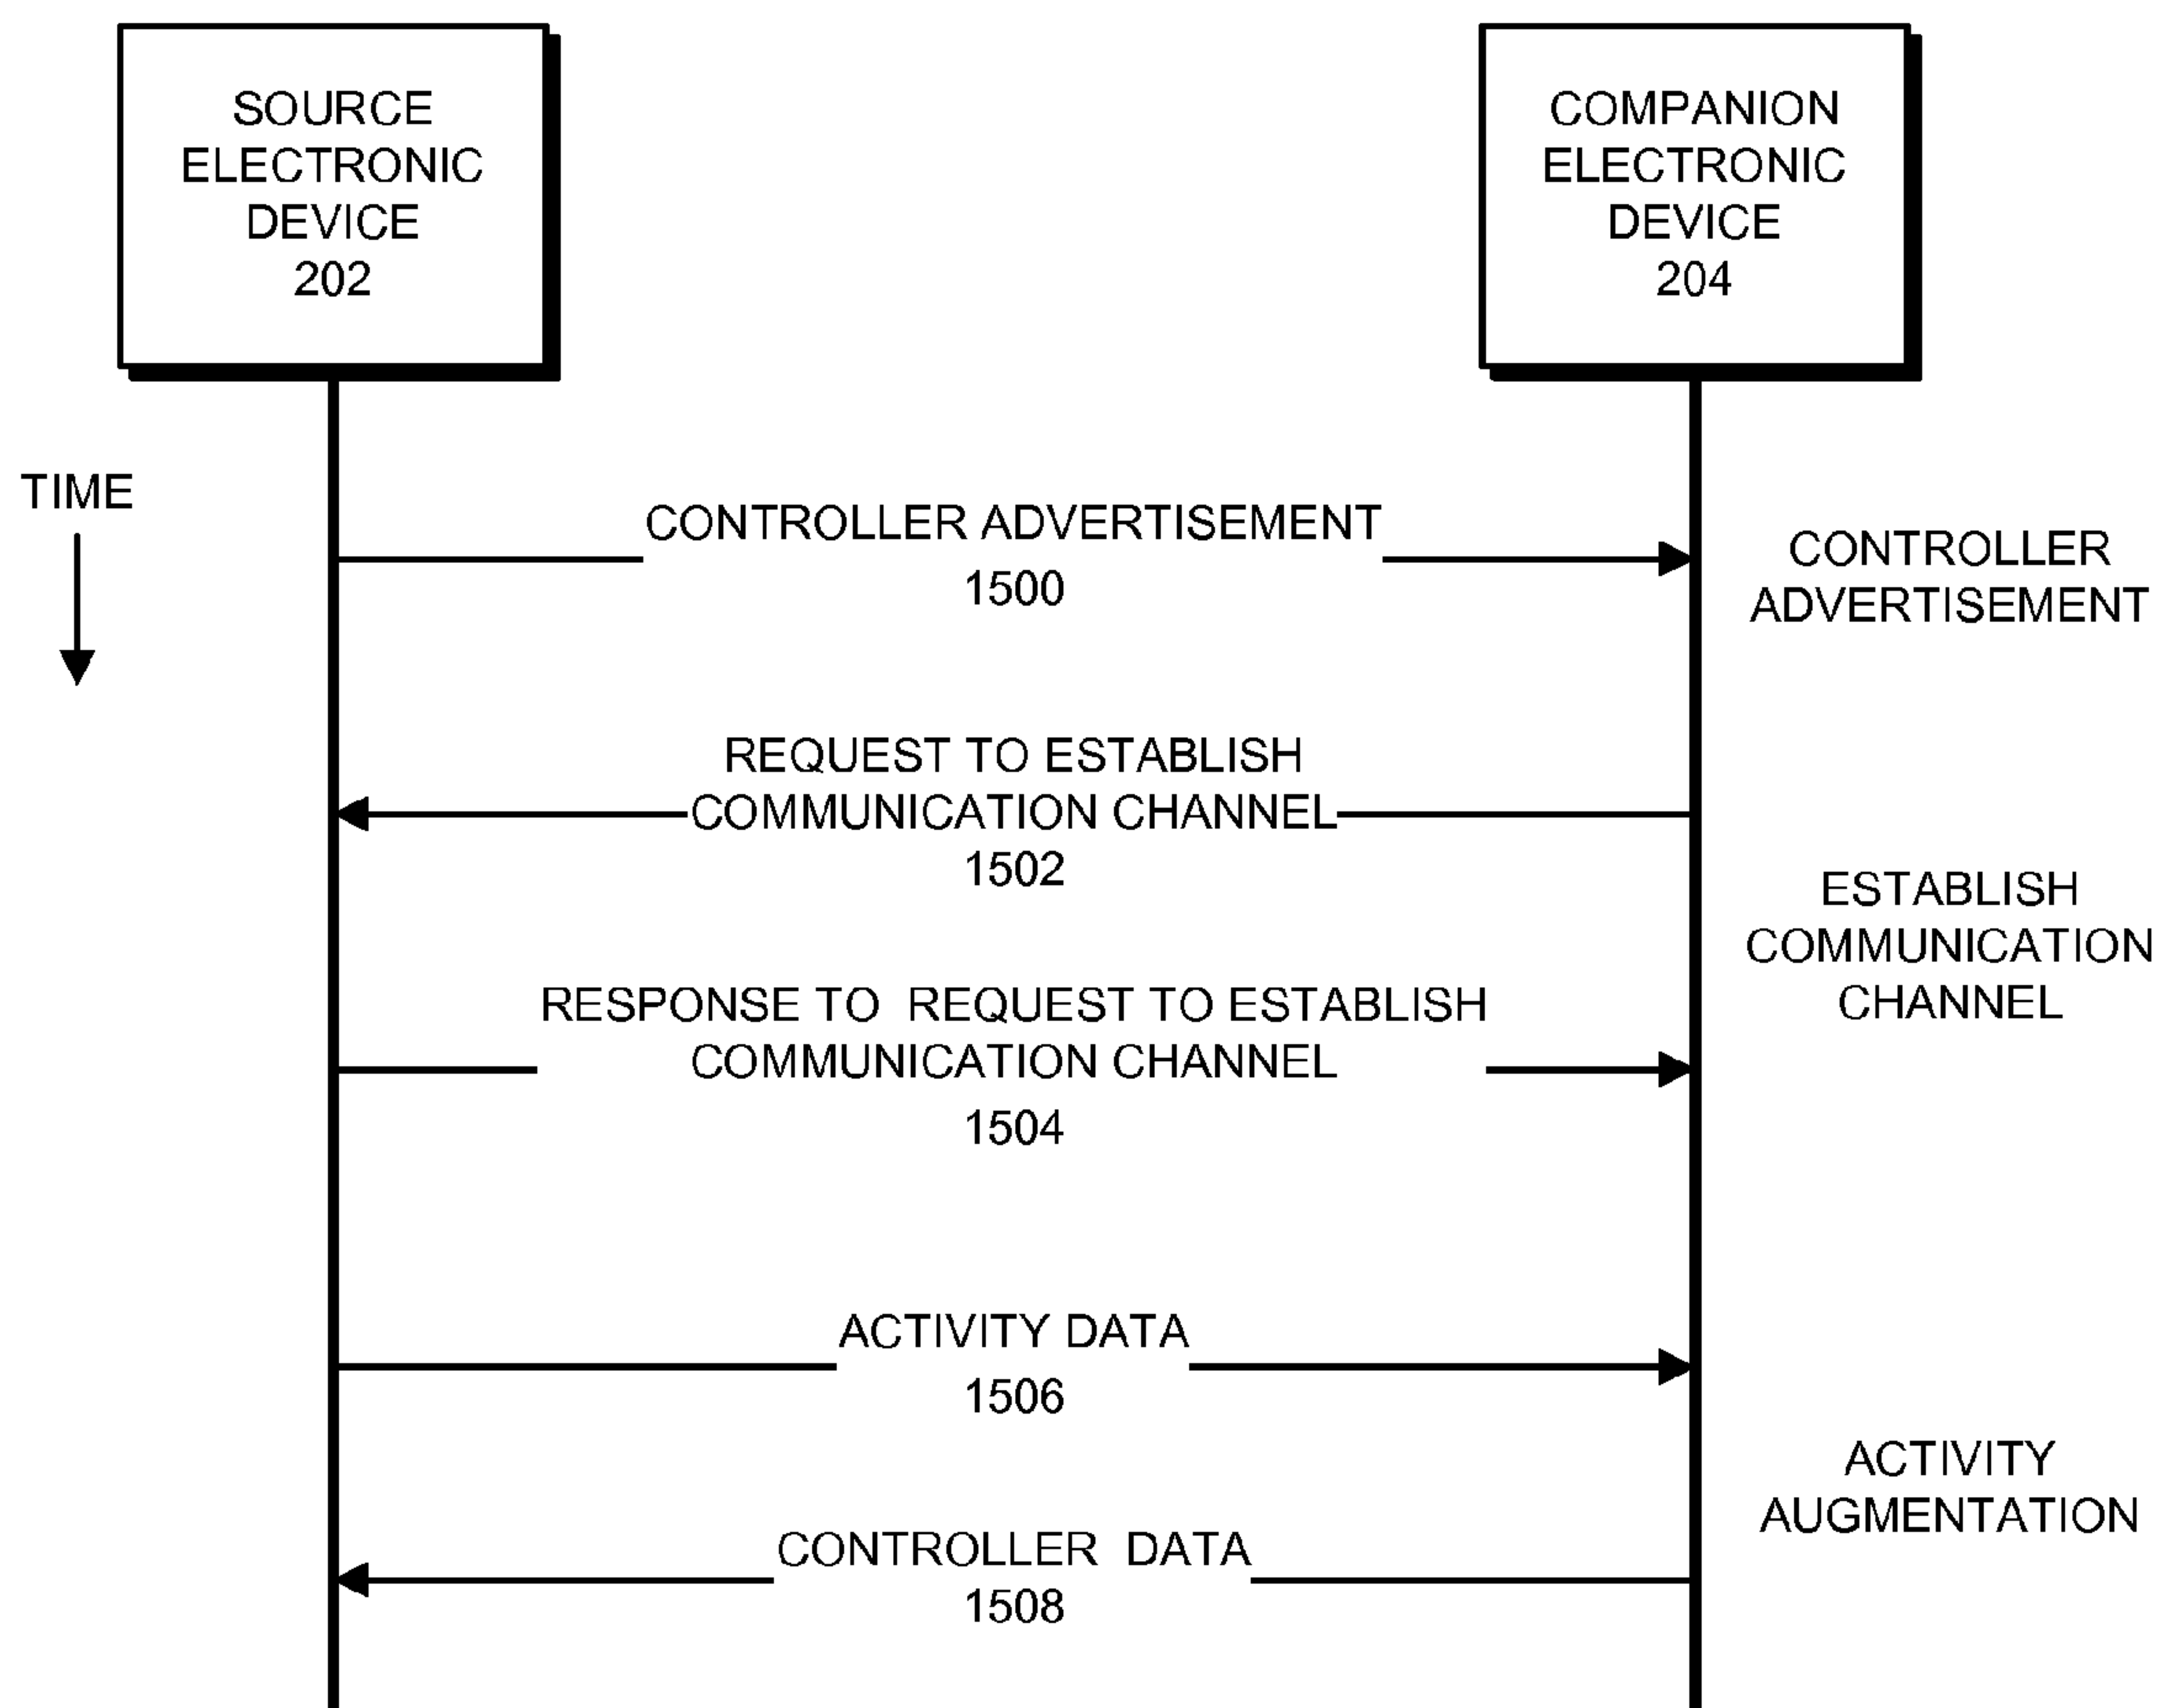 SOURCE
ELECTRONIC
DEVICE
202
COMPANION
ELECTRONIC
DEVICE
204
TIME
CONTROLLER ADVERTISEMENT
1500
CONTROLLER
ADVERTISEMENT
REQUEST TO ESTABLISH
COMMUNICATION CHANNEL
1502
ESTABLISH
COMMUNICATION
CHANNEL
RESPONSE TO REQUEST TO ESTABLISH
COMMUNICATION CHANNEL
1504
ACTIVITY DATA
1506
ACTIVITY
AUGMENTATION
CONTROLLER DATA
1508